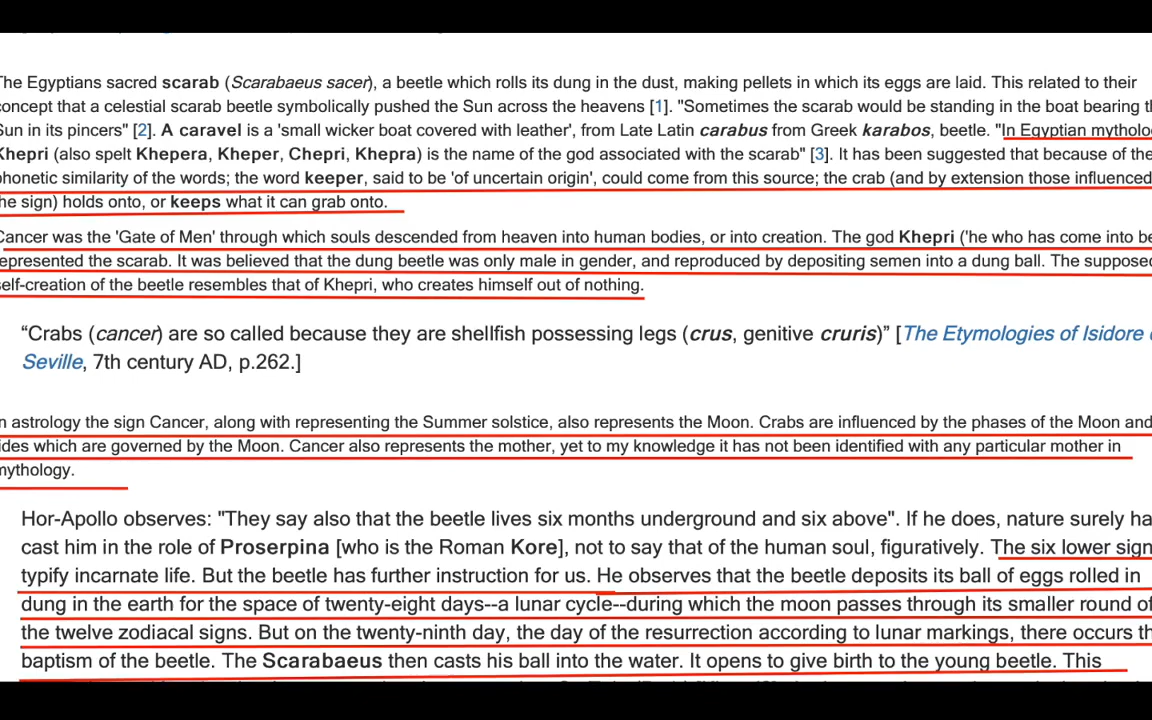 The Egyptians sacred scarab (Scarabaeus sacer), a beetle which rolls its dung in the dust, making pellets in which its eggs are laid. This related to their
concept that a celestial scarab beetle symbolically pushed the Sun across the heavens [1]. "Sometimes the scarab would be standing in the boat bearing th
Sun in its pincers" [2]. A caravel is a 'small wicker boat covered with leather', from Late Latin carabus from Greek karabos, beetle. "In Egyptian mytholo
Khepri (also spelt Khepera, Kheper, Chepri, Khepra) is the name of the god associated with the scarab" [3]. It has been suggested that because of the
phonetic similarity of the words; the word keeper, said to be 'of uncertain origin', could come from this source; the crab (and by extension those influenced
the sign) holds onto, or keeps what it can grab onto.
Cancer was the 'Gate of Men' through which souls descended from heaven into human bodies, or into creation. The god Khepri ('he who has come into be
epresented the scarab. It was believed that the dung beetle was only male in gender, and reproduced by depositing semen into a dung ball. The supposed
elf-creation of the beetle resembles that of Khepri, who creates himself out of nothing.
“Crabs (cancer) are so called because they are shellfish possessing legs (crus, genitive cruris)” [The Etymologies of Isidore o
Seville, 7th century AD, p.262.]
n astrology the sign Cancer, along with representing the Summer solstice, also represents the Moon. Crabs are influenced by the phases of the Moon and
ides which are governed by the Moon. Cancer also represents the mother, yet to my knowledge it has not been identified with any particular mother in
mythology.
Hor-Apollo observes: "They say also that the beetle lives six months underground and six above". If he does, nature surely ha
cast him in the role of Proserpina [who is the Roman Kore], not to say that of the human soul, figuratively. The six lower sign
typify incarnate life. But the beetle has further instruction for us. He observes that the beetle deposits its ball of eggs rolled in
dung in the earth for the space of twenty-eight days--a lunar cycle--during which the moon passes through its smaller round of
the twelve zodiacal signs. But on the twenty-ninth day, the day of the resurrection according to lunar markings, there occurs th
baptism of the beetle. The Scarabaeus then casts his ball into the water. It opens to give birth to the young beetle. This